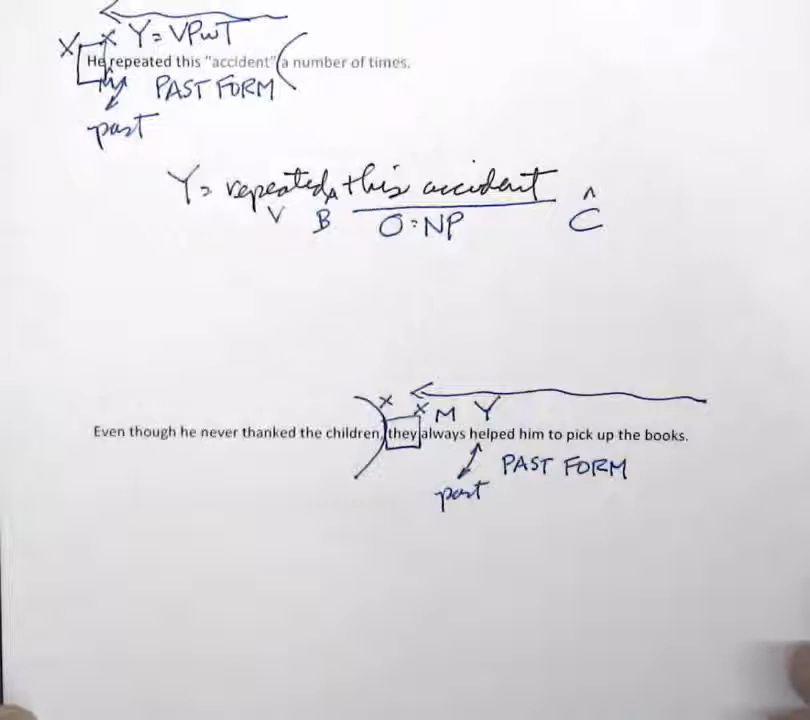 X X Y = VPwT
He repeated this "accident" a number of times.
PAST FORM
past
Y = repeated this accident
V B O = NP C
X X M Y
Even though he never thanked the children, they always helped him to pick up the books.
PAST FORM
past